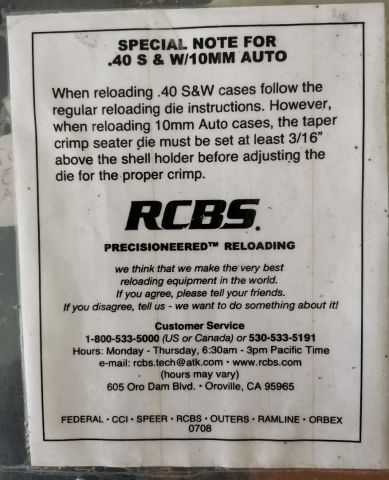 SPECIAL NOTE FOR
.40 S & W/10MM AUTO
When reloading .40 S&W cases follow the
regular reloading die instructions. However,
when reloading 10mm Auto cases, the taper
crimp seater die must be set at least 3/16"
above the shell holder before adjusting the
die for the proper crimp.
RCBS.
PRECISIONEERED™ RELOADING
we think that we make the very best
reloading equipment in the world.
If you agree, please tell your friends.
If you disagree, tell us - we want to do something about it!
Customer Service
1-800-533-5000 (US or Canada) or 530-533-5191
Hours: Monday - Thursday, 6:30am - 3pm Pacific Time
e-mail: rcbs.tech@atk.com · www.rcbs.com
(hours may vary)
605 Oro Dam Blvd. · Oroville, CA 95965
FEDERAL · CCI · SPEER · RCBS · OUTERS · RAMLINE · ORBEX
0708